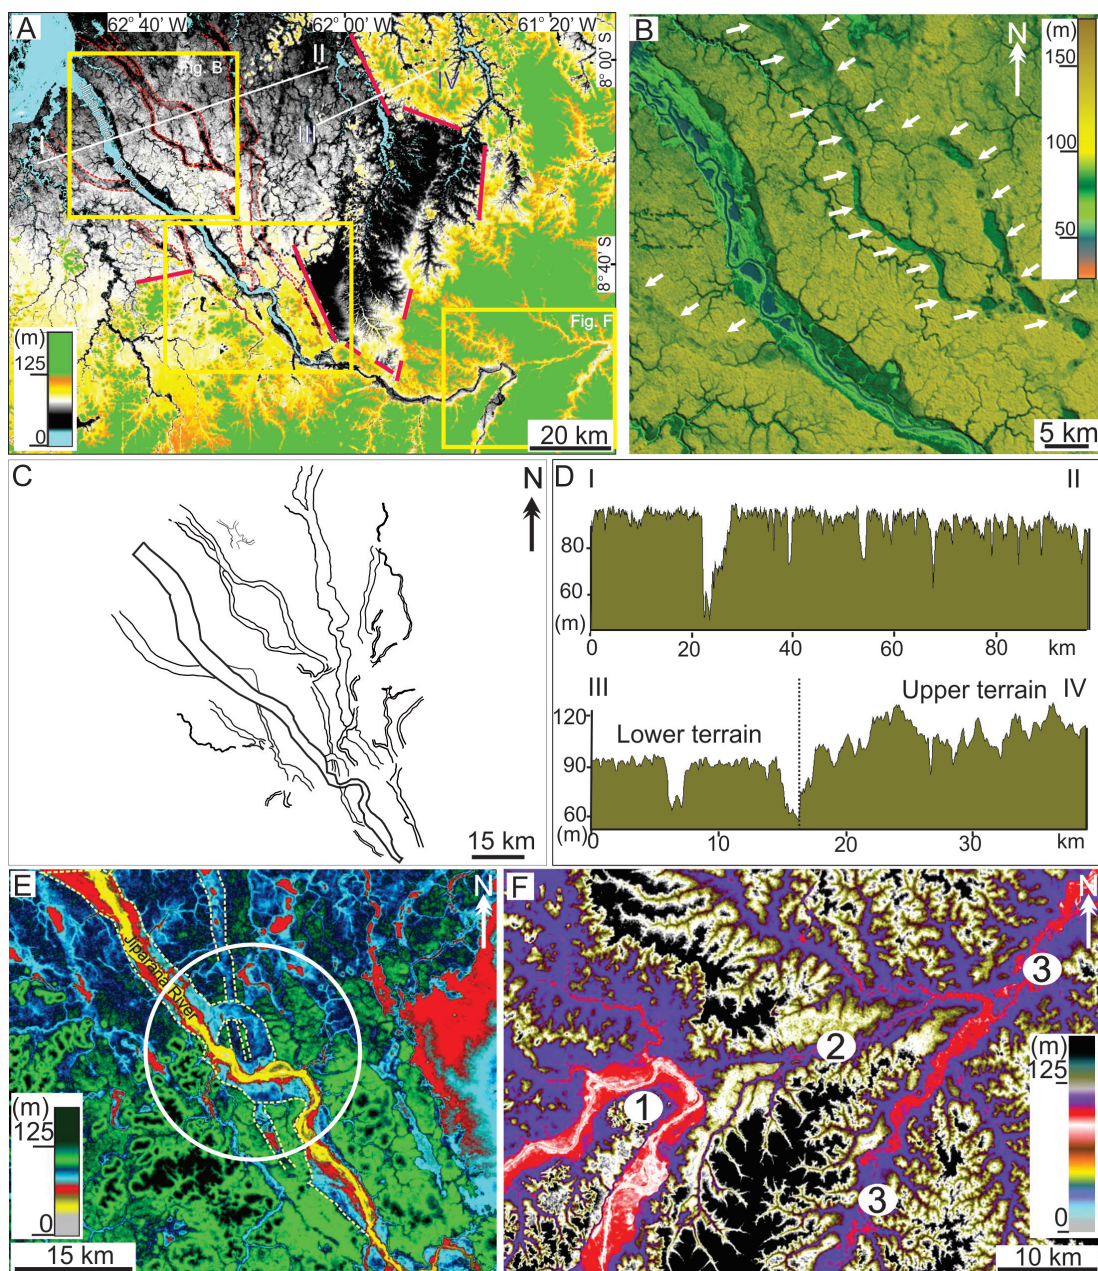 A
62° 40' W
62° 00' W
61° 20' W
8° 00' S
8° 40' S
Fig. B
I
II
III
IV
Fig. F
(m)
125
0
20 km
B
N
(m)
150
100
50
5 km
C
N
15 km
D
I
II
80
60
(m)
0
20
40
60
80
km
III
IV
Upper terrain
Lower terrain
120
90
60
(m)
0
10
20
30
km
E
N
Iparana River
(m)
125
0
15 km
F
N
3
2
1
3
(m)
125
0
10 km